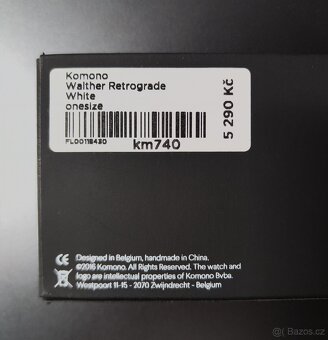 Komono
Walther Retrograde
White
onesize
FL00118430
km740
5 290 Kč
CE
Designed in Belgium, handmade in China.
©2016 Komono. All Rights Reserved. The watch and
logo are intellectual properties of Komono Bvba.
Westpoort 11-15 - 2070 Zwijndrecht - Belgium
Bazos.cz